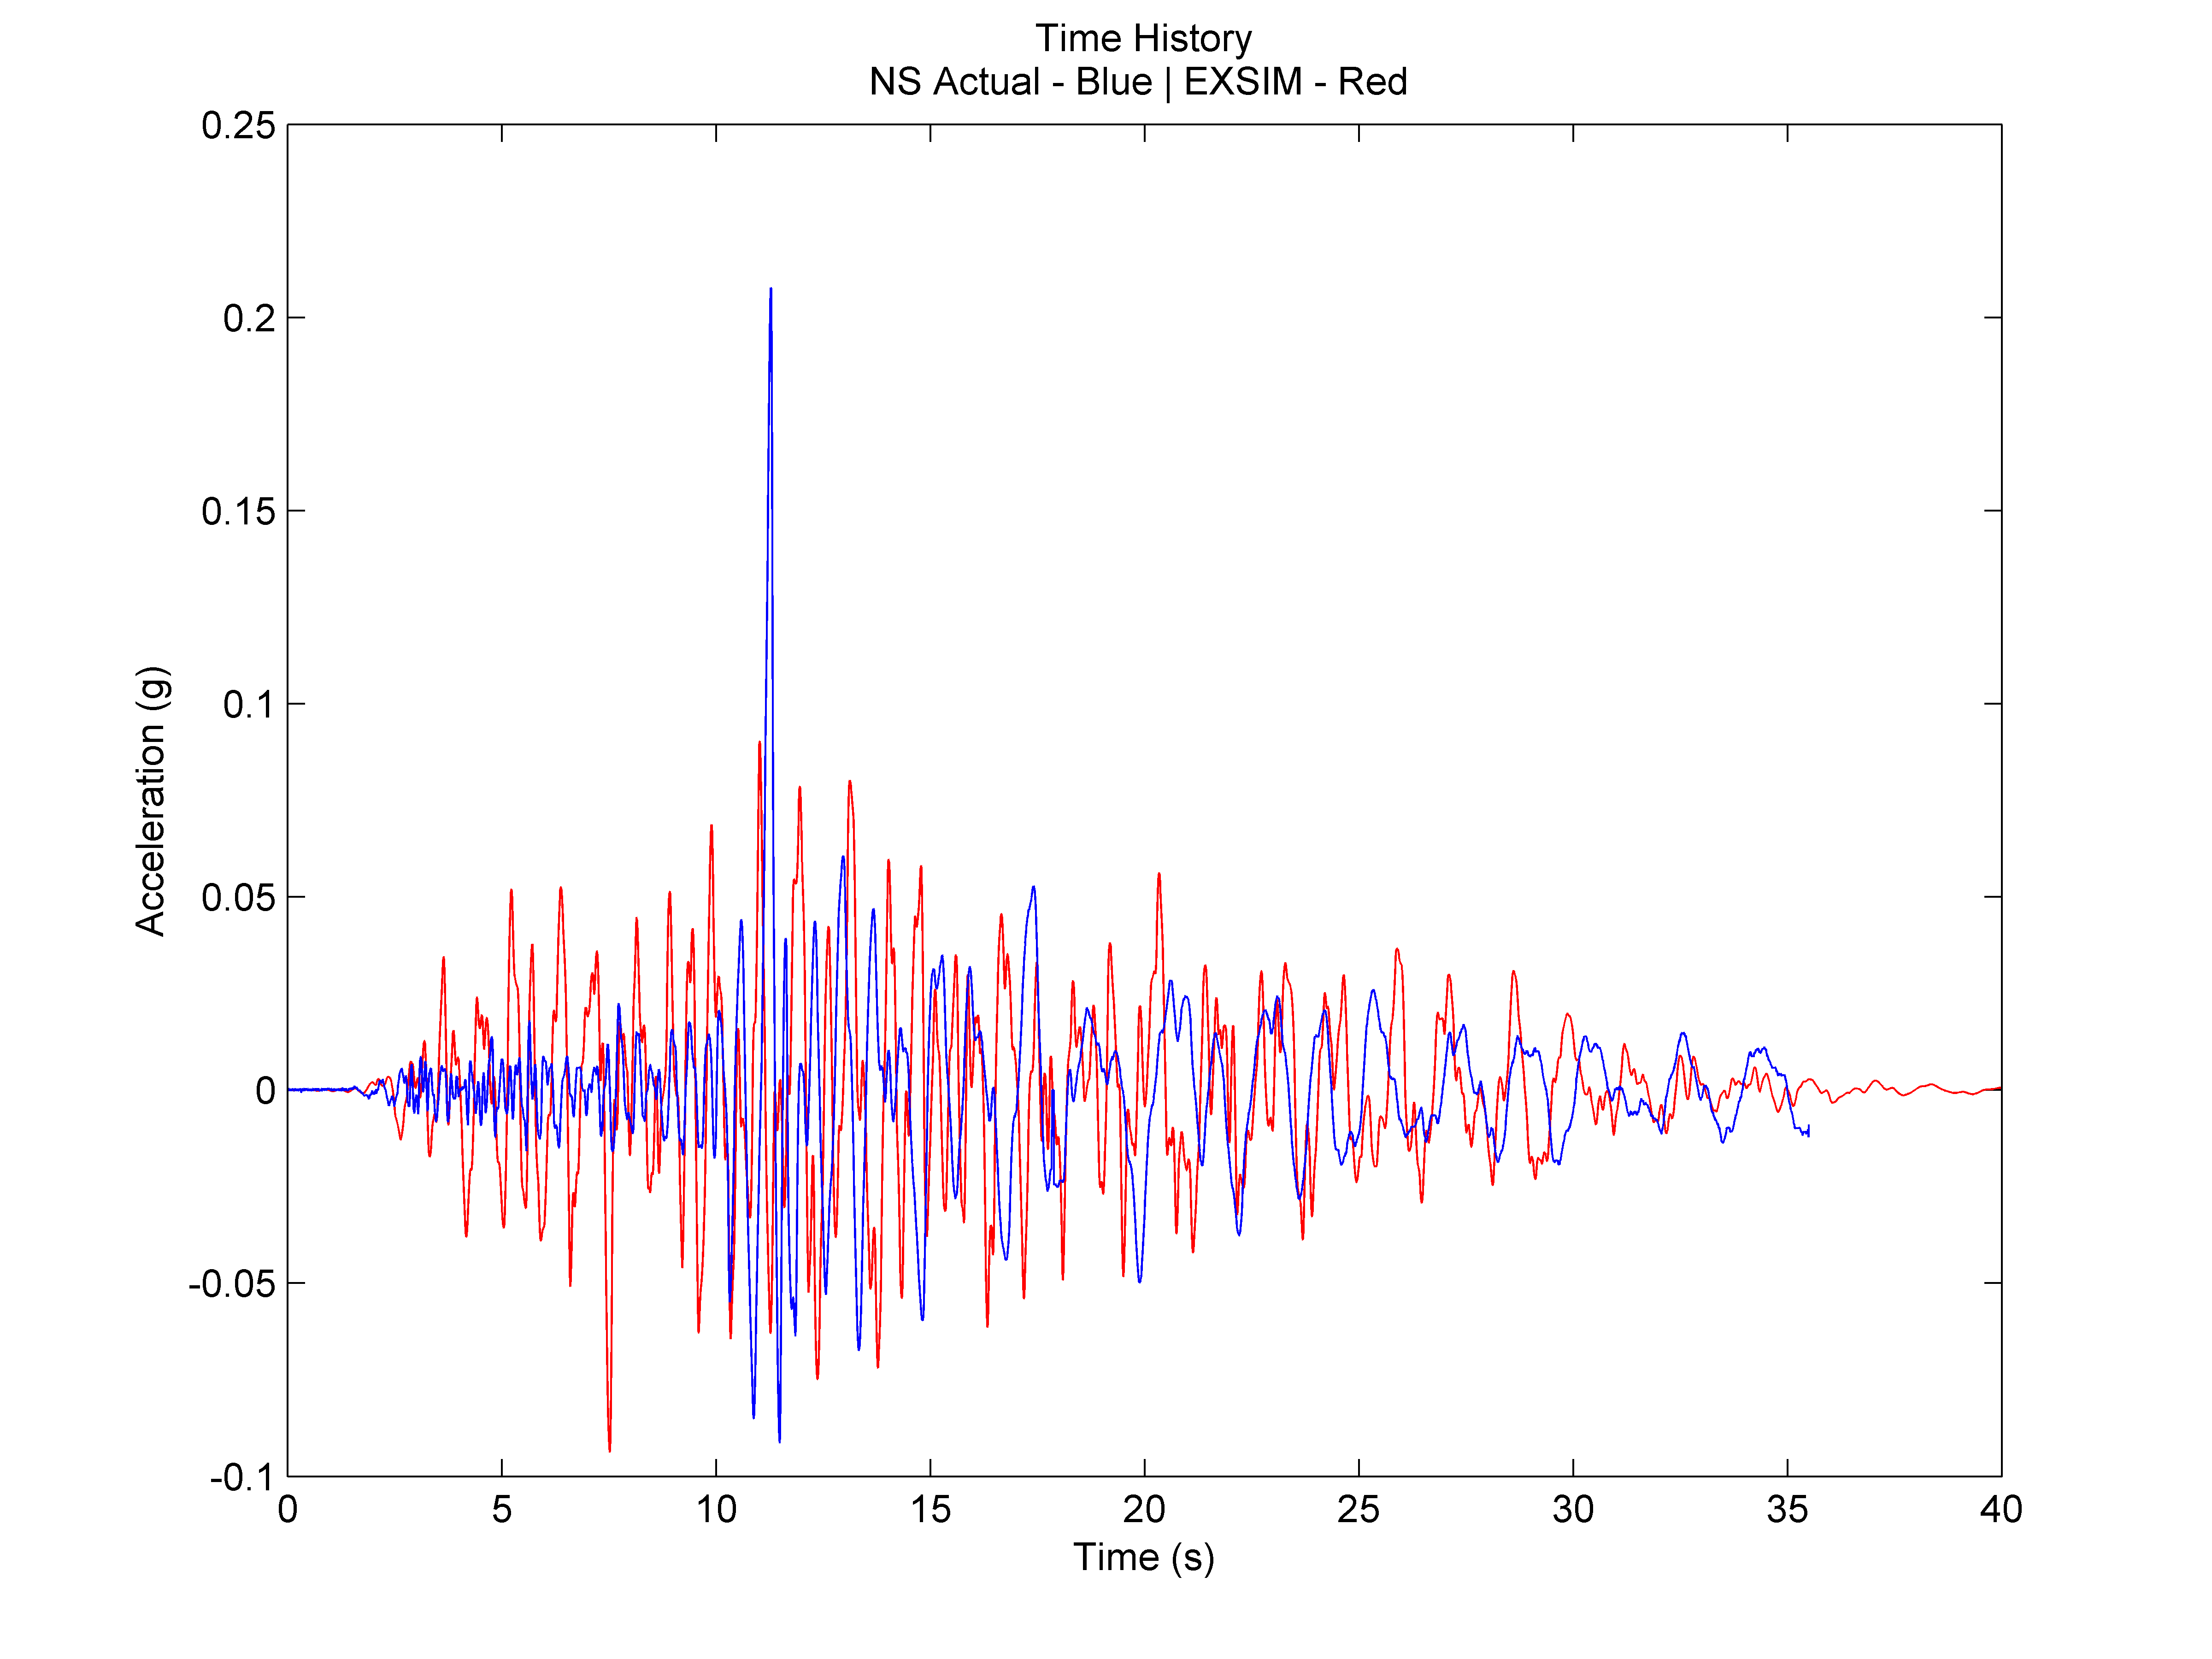 Time History
NS Actual - Blue | EXSIM - Red
0.25
0.2
0.15
0.1
0.05
0
-0.05
-0.1
Acceleration (g)
0 5 10 15 20 25 30 35 40
Time (s)